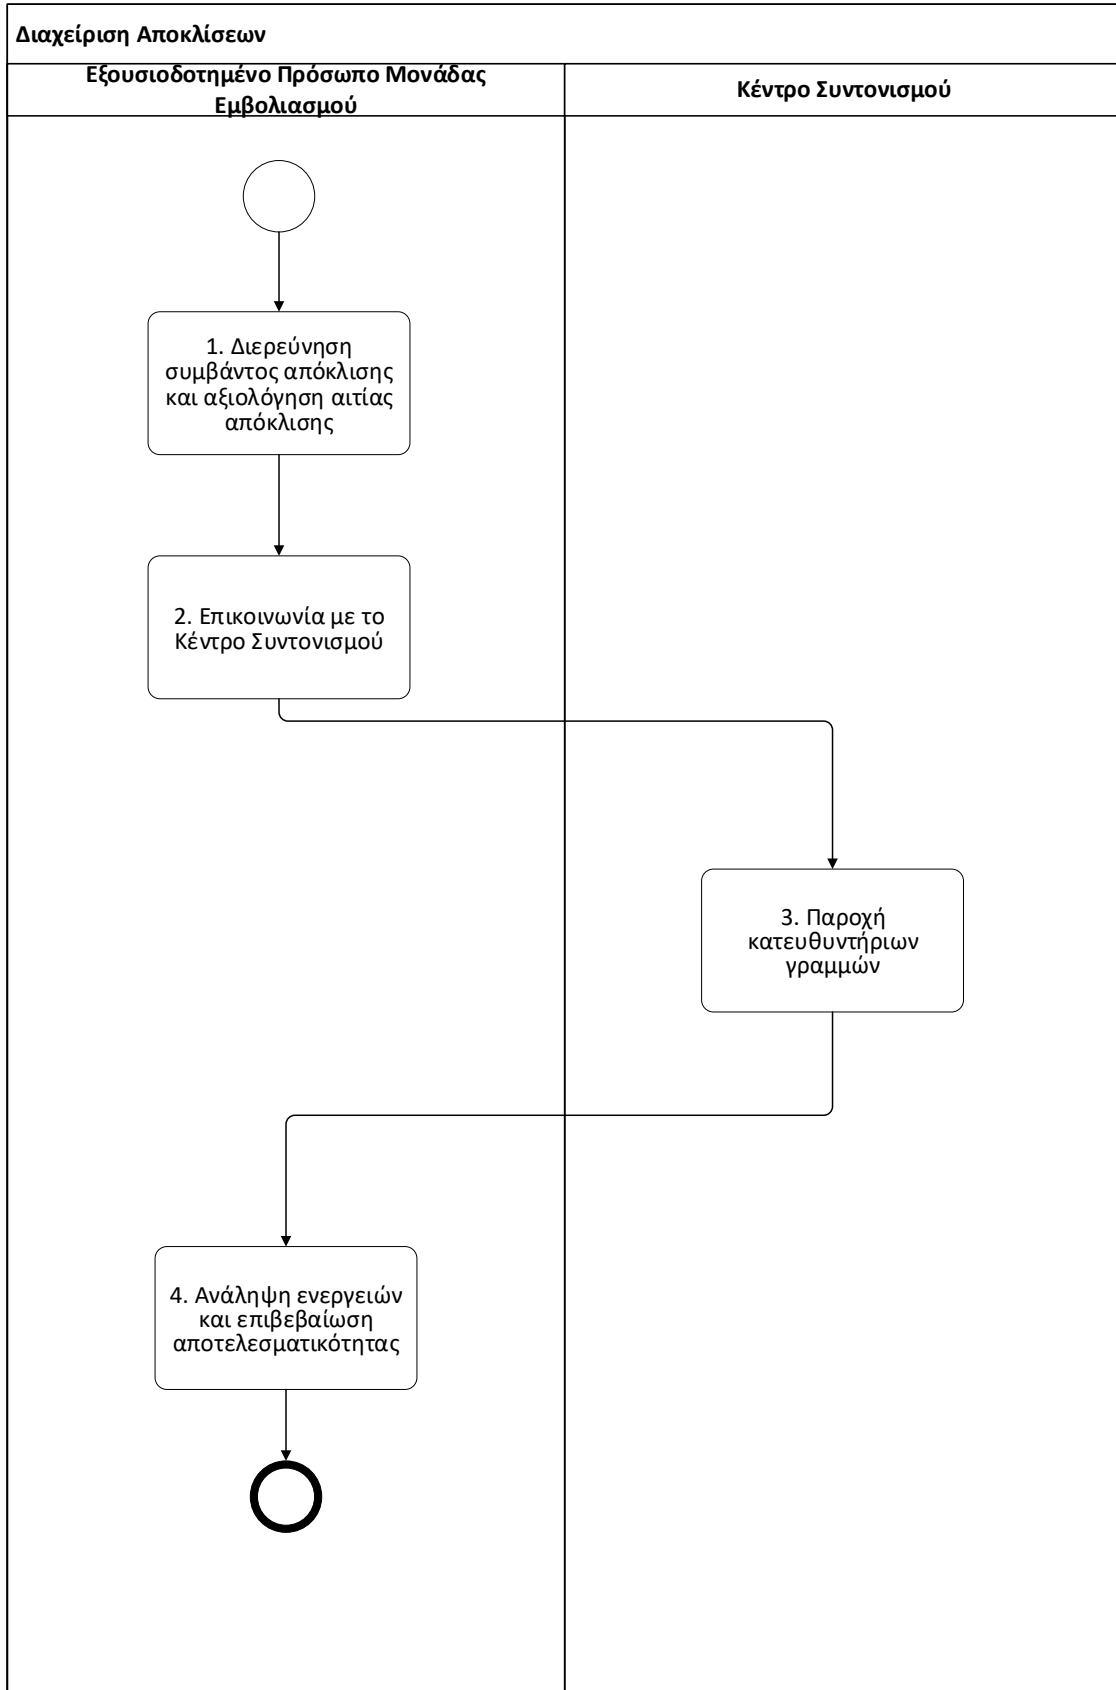 Διαχείριση Αποκλίσεων
Εξουσιοδοτημένο Πρόσωπο Μονάδας
Εμβολιασμού
Κέντρο Συντονισμού
1. Διερεύνηση
συμβάντος απόκλισης
και αξιολόγηση αιτίας
απόκλισης
2. Επικοινωνία με το
Κέντρο Συντονισμού
3. Παροχή
κατευθυντήριων
γραμμών
4. Ανάληψη ενεργειών
και επιβεβαίωση
αποτελεσματικότητας